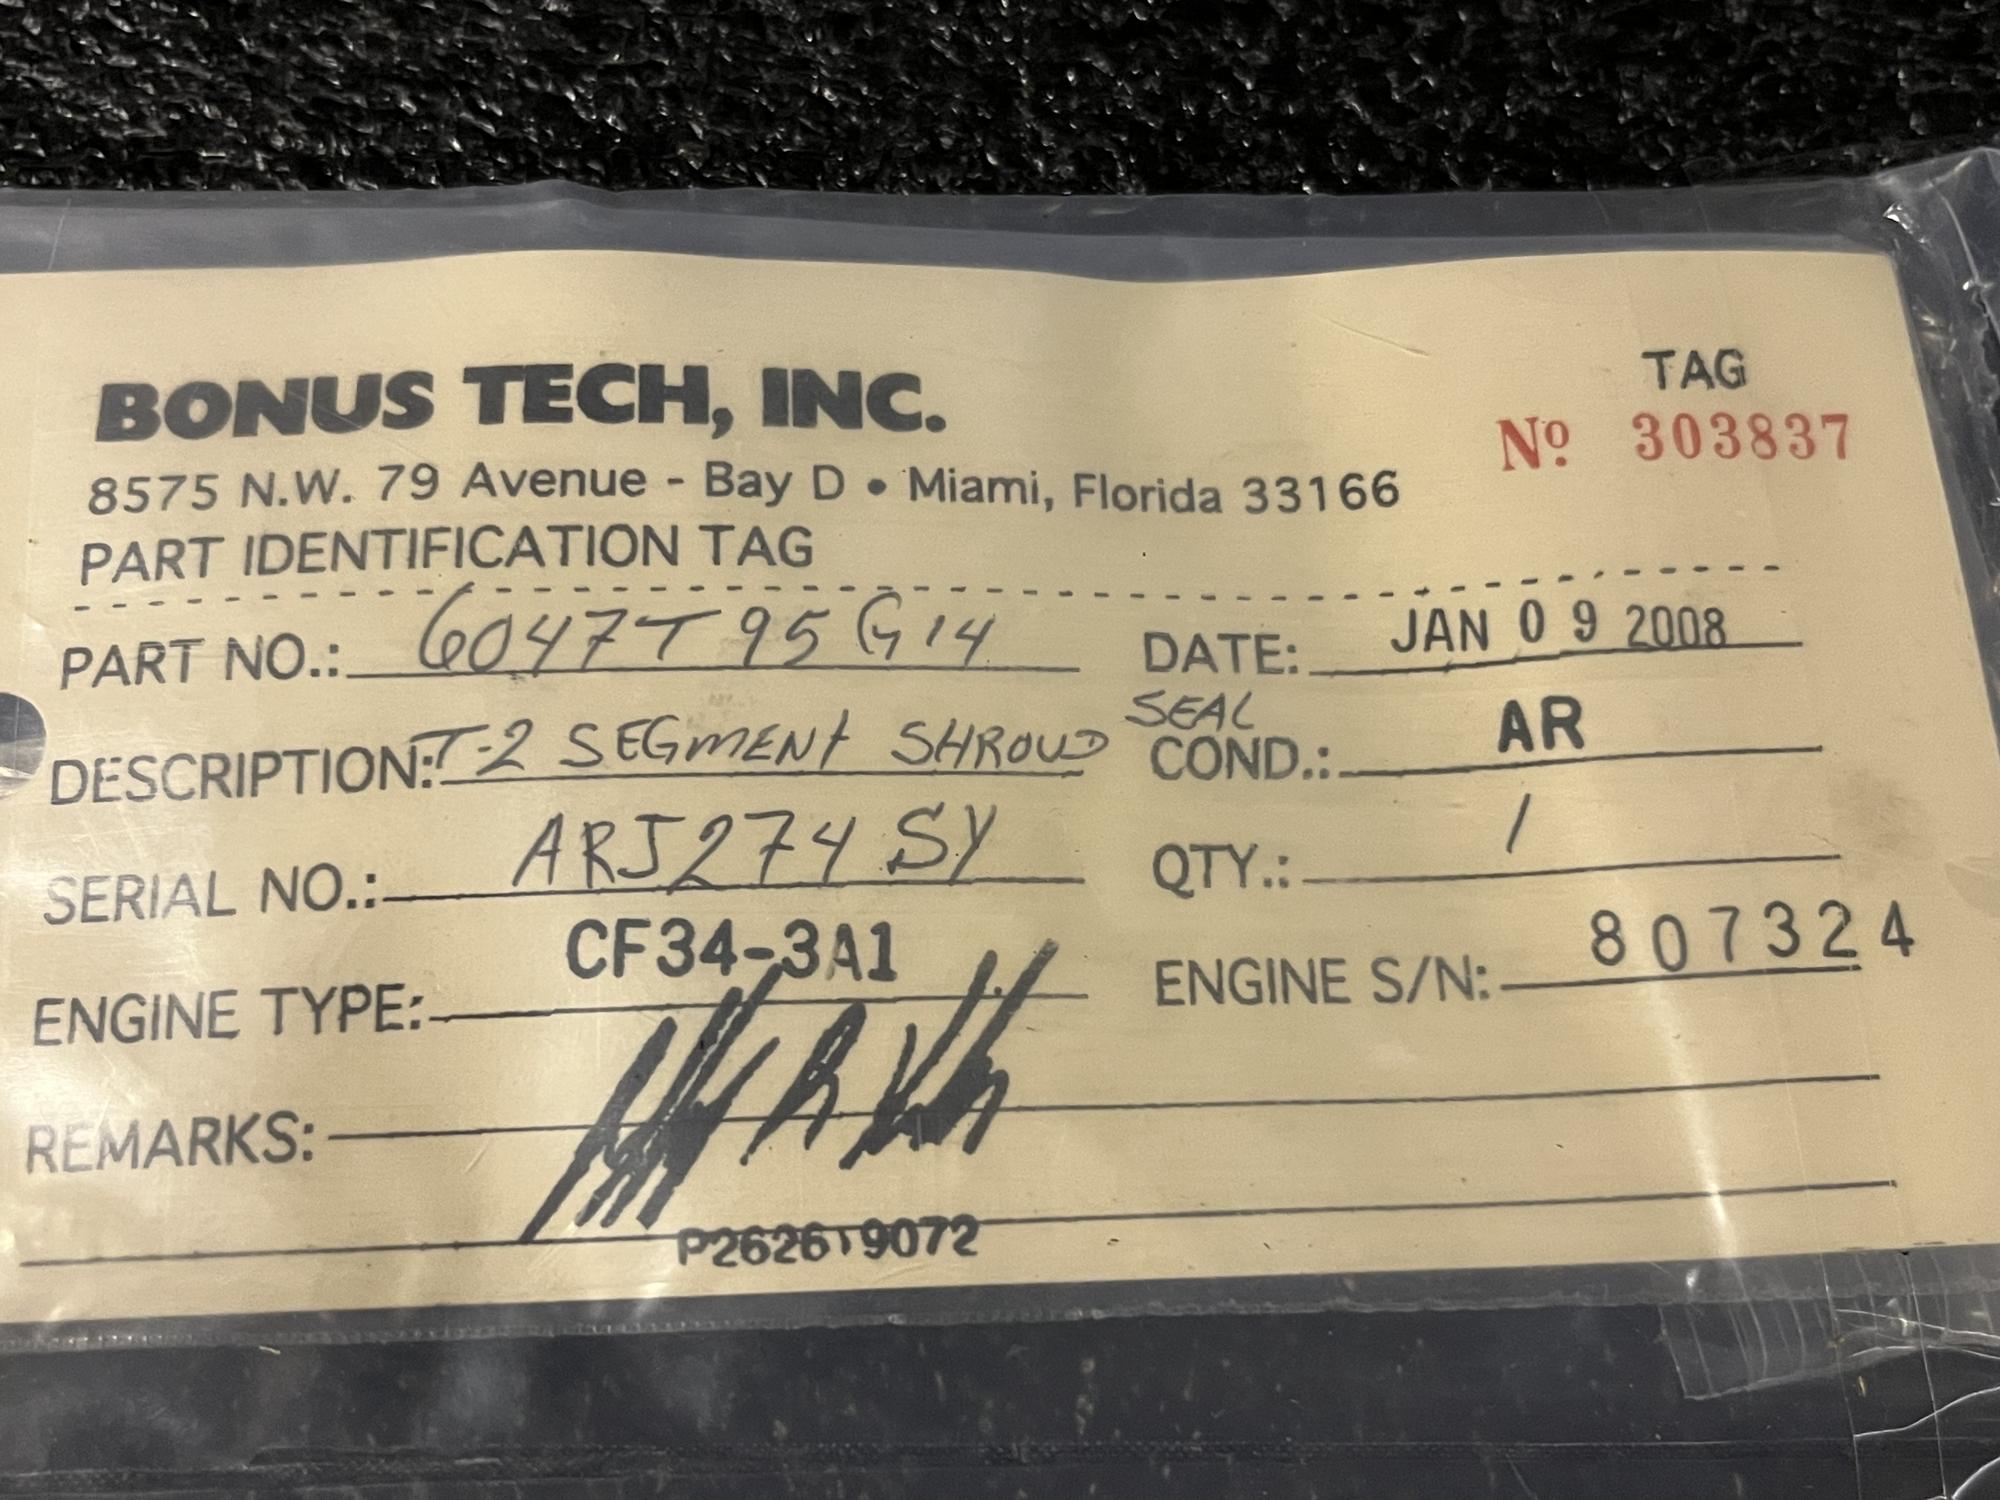 BONUS TECH, INC.
TAG
Nº 303837
8575 N.W. 79 Avenue - Bay D • Miami, Florida 33166
PART IDENTIFICATION TAG
PART NO.: 6047T95G14 DATE: JAN 09 2008
DESCRIPTION: T-2 SEGMENT SHROUD SEAL COND.: AR
SERIAL NO.: ARJ274SY QTY.: 1
ENGINE TYPE: CF34-3A1 ENGINE S/N: 807324
REMARKS: